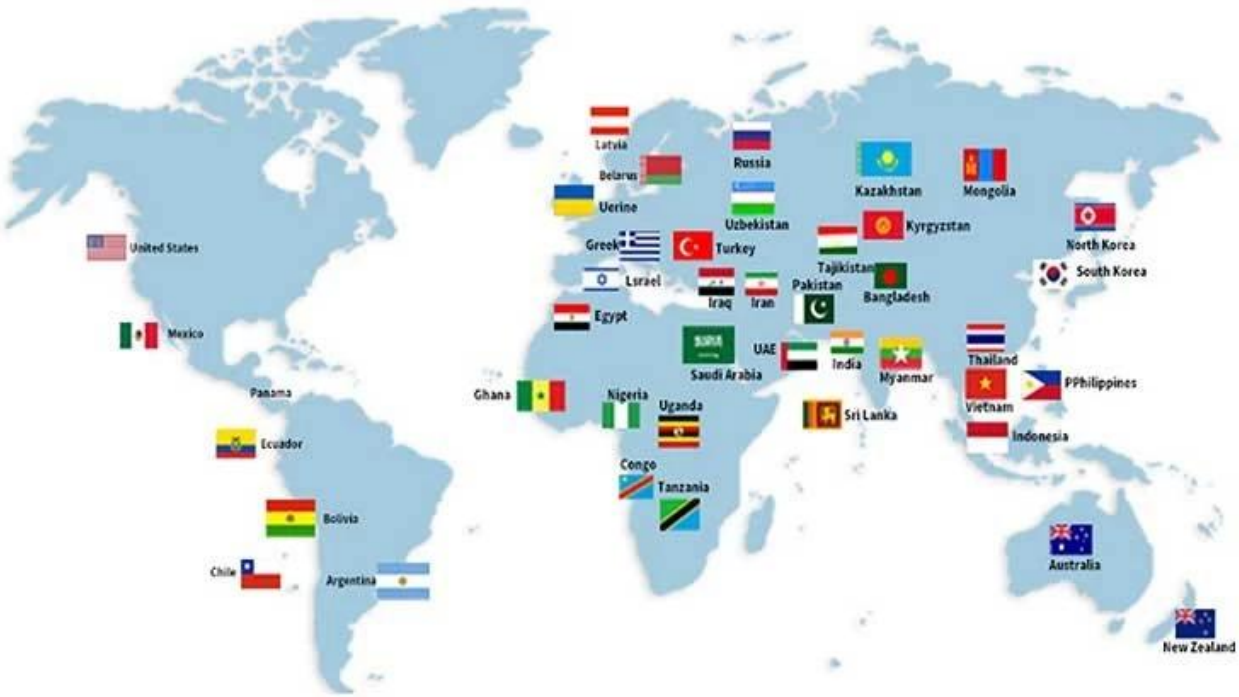 Latvia
Russia
Belarus
Kazakhstan
Mongolia
Uerine
Uzbekistan
Kyrgyzstan
United States
Greek
Turkey
North Korea
Tajikistan
South Korea
Lsrael
Iraq
Iran
Pakistan
Bangladesh
Egypt
Mexico
UAE
India
Thailand
Saudi Arabia
Myanmar
PPhilippines
Panama
Ghana
Nigeria
Uganda
Vietnam
Sri Lanka
Ecuador
Indonesia
Congo
Tanzania
Bolivia
Chile
Argentina
Australia
New Zealand